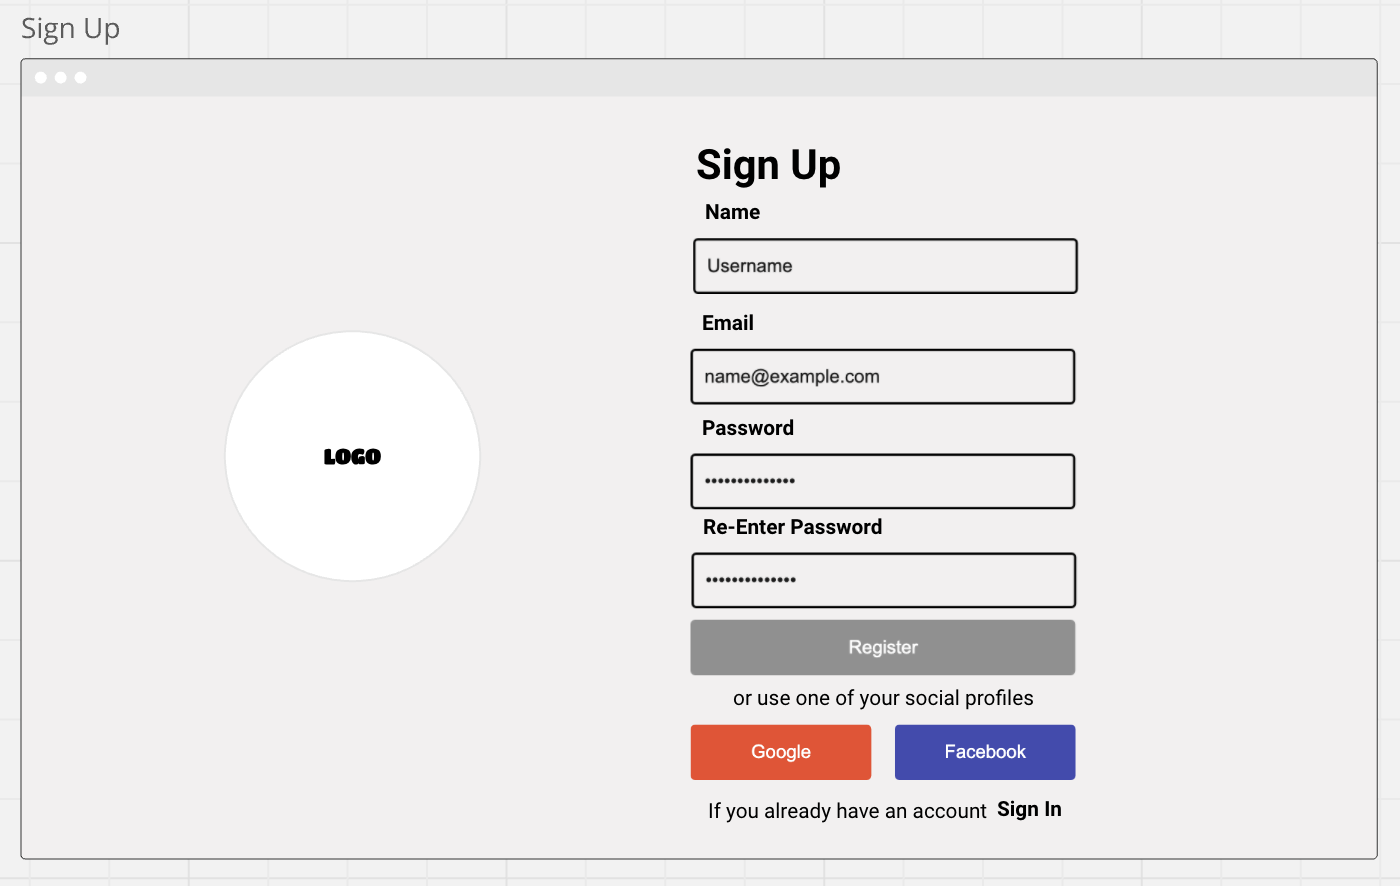 Sign Up
Sign Up
Name
Username
Email
name@example.com
Password
••••••••••••••
Re-Enter Password
••••••••••••••
LOGO
Register
or use one of your social profiles
Google Facebook
If you already have an account Sign In